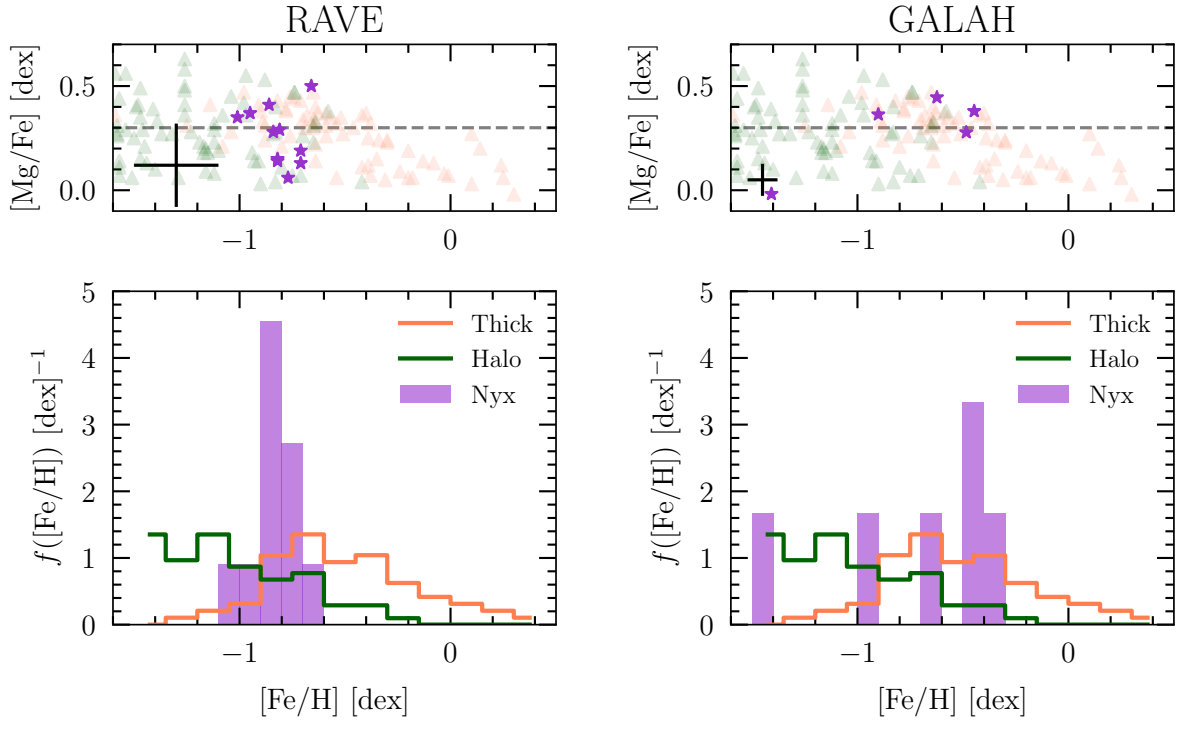 RAVE
GALAH
[Mg/Fe] [dex]
0.5
0.0
−1
0
[Mg/Fe] [dex]
0.5
0.0
−1
0
f([Fe/H]) [dex]⁻¹
5
4
3
2
1
0
Thick
Halo
Nyx
−1
0
[Fe/H] [dex]
f([Fe/H]) [dex]⁻¹
5
4
3
2
1
0
Thick
Halo
Nyx
−1
0
[Fe/H] [dex]